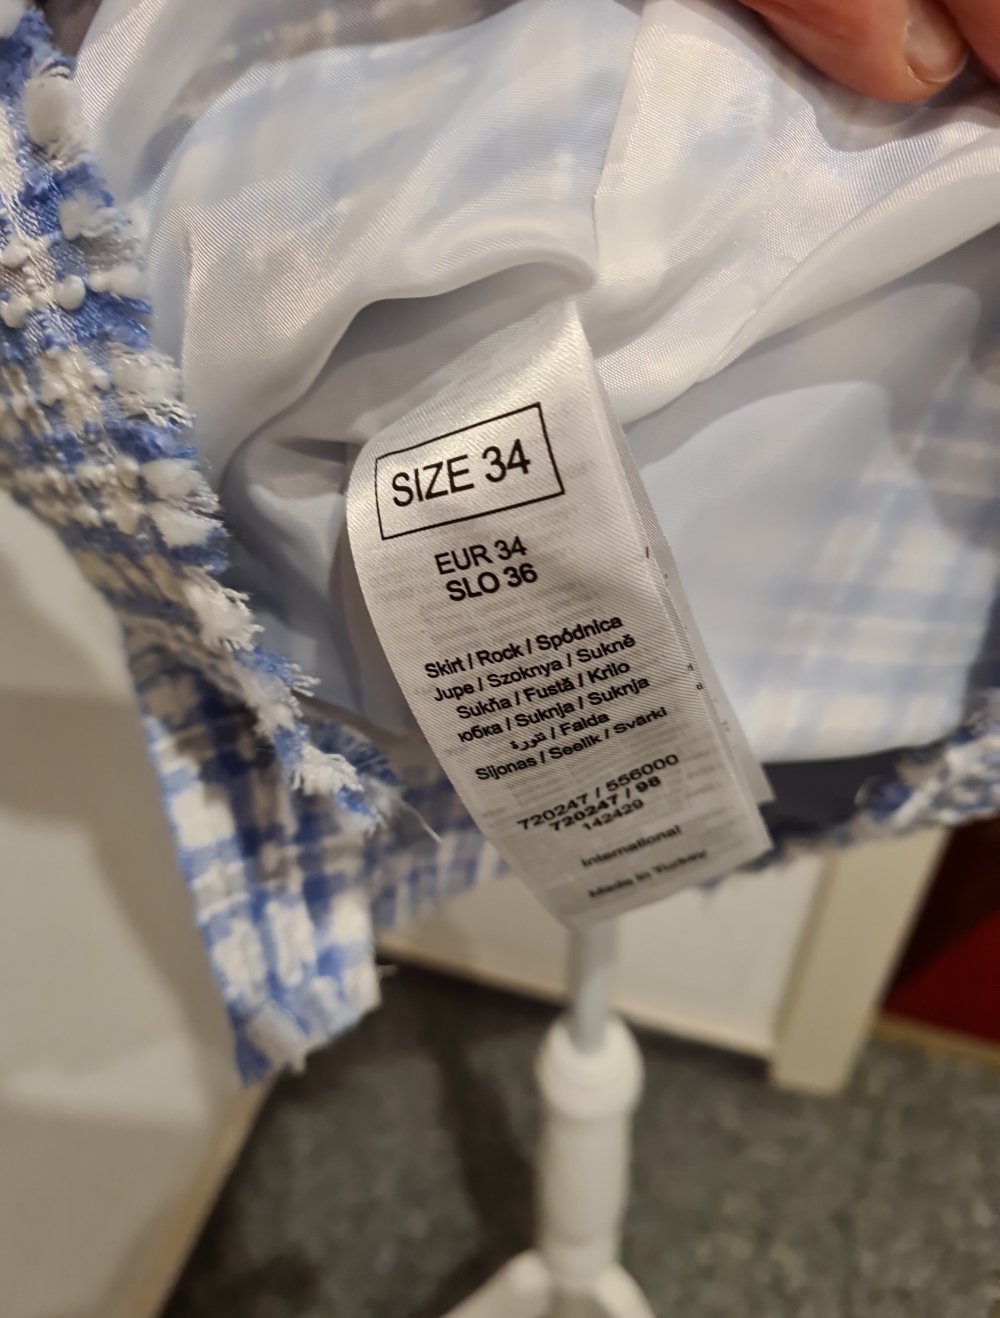 SIZE 34
EUR 34
SLO 36
Skirt / Rock / Spódnica
Jupe / Szoknya / Sukně
Sukňa / Fustă / Krilo
юбка / Suknja / Suknja
تنورة / Falda
Sijonas / Seelik / Svārki
720247 / 556000
720247 / 98
142429
International
Made in Turkey